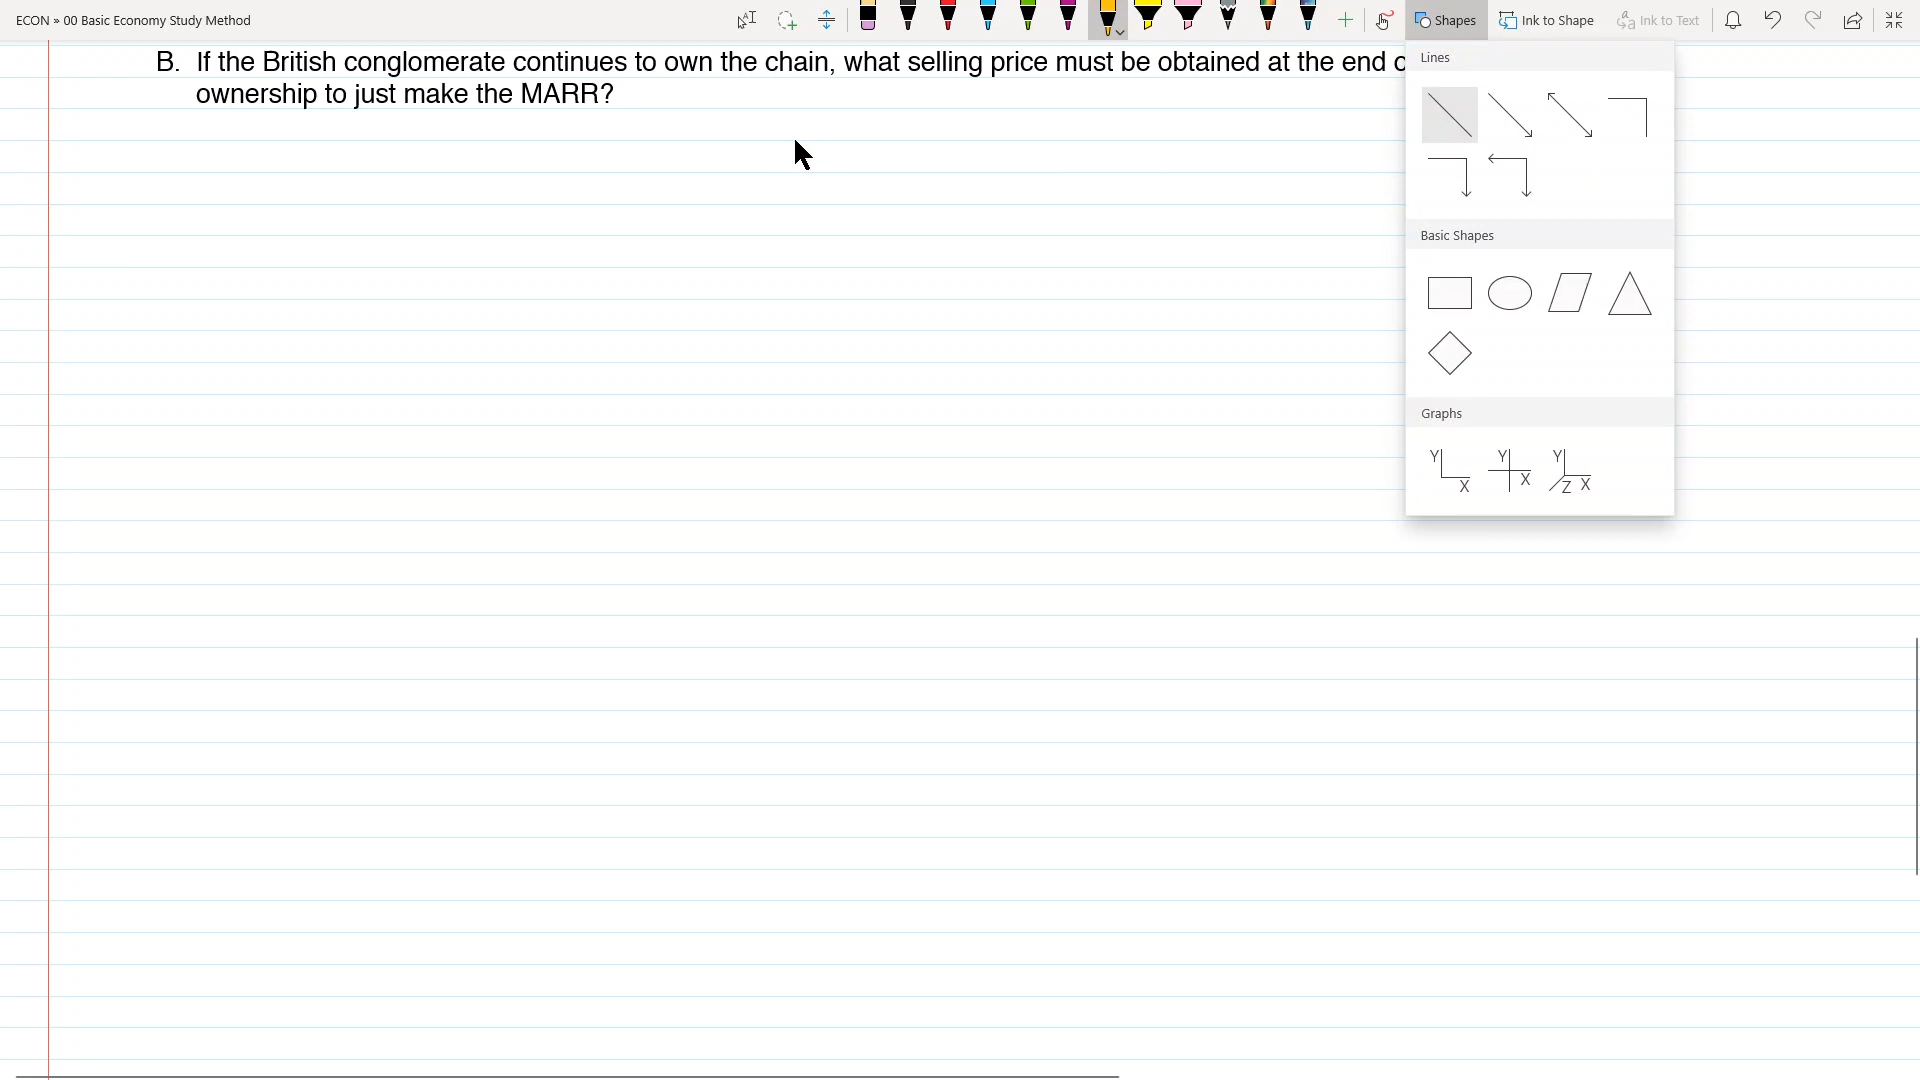 ECON » 00 Basic Economy Study Method
Shapes
Ink to Shape
Ink to Text
B. If the British conglomerate continues to own the chain, what selling price must be obtained at the end
ownership to just make the MARR?
Lines
Basic Shapes
Graphs
Y
X
Y
X
Y
Z X